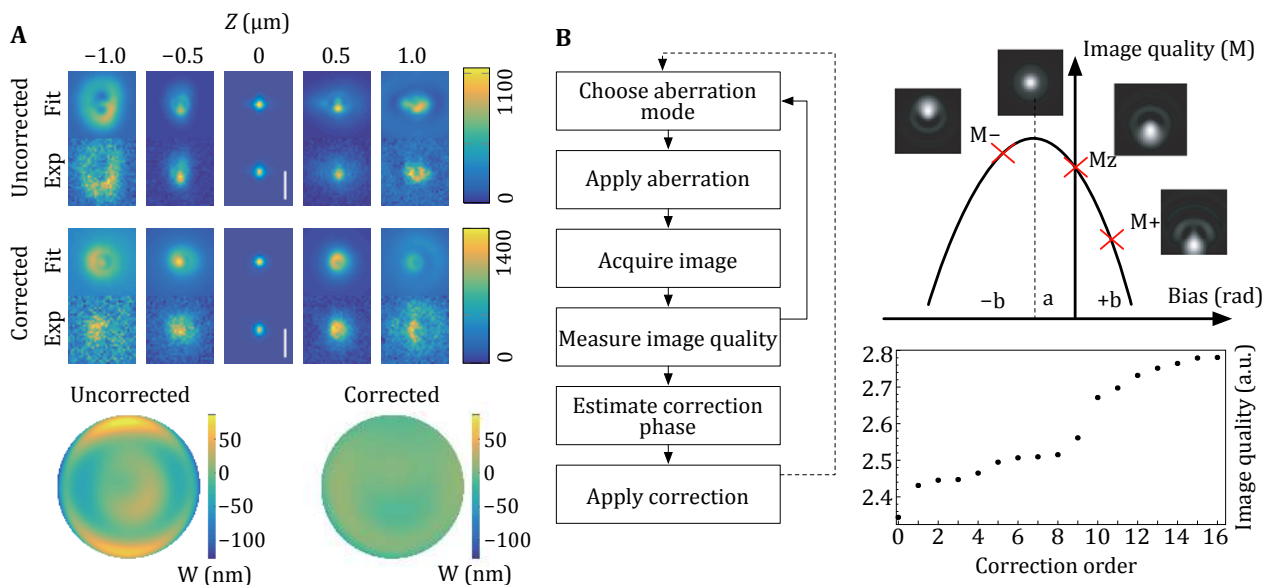 A
Z (μm)
−1.0 −0.5 0 0.5 1.0
Uncorrected
Fit
Exp
1100
0
Corrected
Fit
Exp
1400
0
Uncorrected
50
0
−50
−100
W (nm)
Corrected
50
0
−50
−100
W (nm)
B
Choose aberration
mode
Apply aberration
Acquire image
Measure image quality
Estimate correction
phase
Apply correction
Image quality (M)
M−
Mz
M+
−b a +b
Bias (rad)
2.8
2.7
2.6
2.5
2.4
0 2 4 6 8 10 12 14 16
Correction order
Image quality (a.u.)